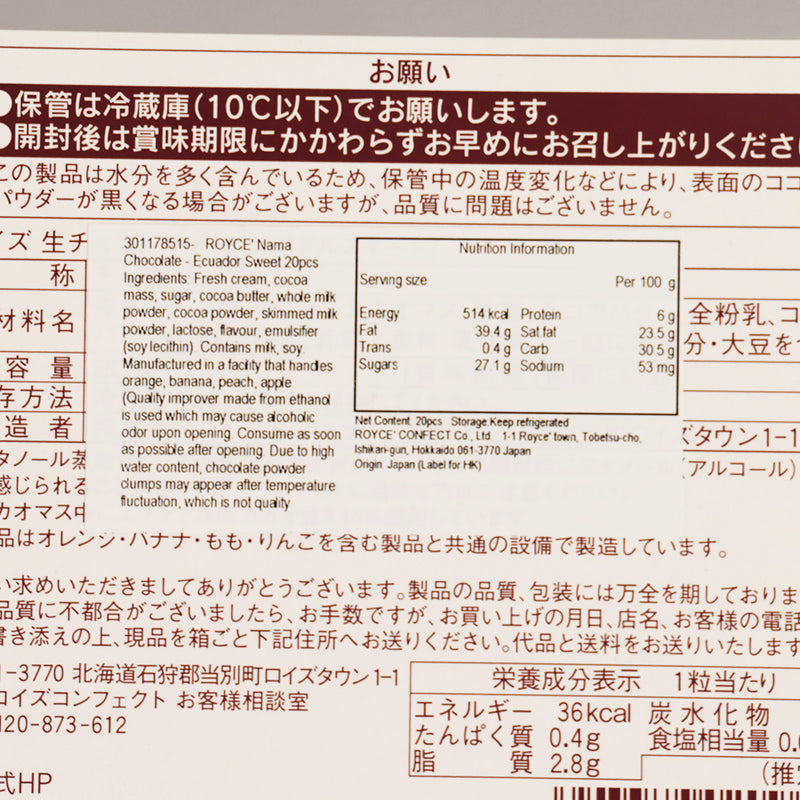 お願い
●保管は冷蔵庫(10℃以下)でお願いします。
●開封後は賞味期限にかかわらずお早めにお召し上がりくださ
この製品は水分を多く含んでいるため、保管中の温度変化などにより、表面のココ
パウダーが黒くなる場合がございますが、品質に問題はございません。
イズ 生チ
称
材料名
容量
存方法
造者
タノール蒸
感じられる
カオマス中
301178515- ROYCE' Nama
Chocolate - Ecuador Sweet 20pcs
Ingredients: Fresh cream, cocoa
mass, sugar, cocoa butter, whole milk
powder, cocoa powder, skimmed milk
powder, lactose, flavour, emulsifier
(soy lecithin). Contains milk, soy.
Manufactured in a facility that handles
orange, banana, peach, apple.
(Quality improver made from ethanol
is used which may cause alcoholic
odor upon opening. Consume as soon
as possible after opening. Due to high
water content, chocolate powder
clumps may appear after temperature
fluctuation, which is not quality
Nutrition Information
Serving size Per 100 g
Energy 514 kcal Protein 6 g
Fat 39.4 g Sat fat 23.5 g
Trans 0.4 g Carb 30.5 g
Sugars 27.1 g Sodium 53 mg
Net Content 20pcs Storage:Keep refrigerated
ROYCE' CONFECT Co., Ltd. 1-1 Royce' town, Tobetsu-cho,
Ishikari-gun, Hokkaido 061-3770 Japan
Origin Japan (Label for HK)
全粉乳、コ
分・大豆を
ズタウン1-1
(アルコール)
品はオレンジ・バナナ・もも・りんごを含む製品と共通の設備で製造しています。
い求めいただきましてありがとうございます。製品の品質、包装には万全を期しておりま
品質に不都合がございましたら、お手数ですが、お買い上げの月日、店名、お客様の電話
書き添えの上、現品を箱ごと下記住所へお送りください。代品と送料をお送りいたします
1-3770 北海道石狩郡当別町ロイズタウン1-1
ロイズコンフェクト お客様相談室
120-873-612
式HP
栄養成分表示 1粒当たり
エネルギー 36kcal 炭水化物
たんぱく質 0.4g 食塩相当量 0.0
脂質 2.8g
(推定